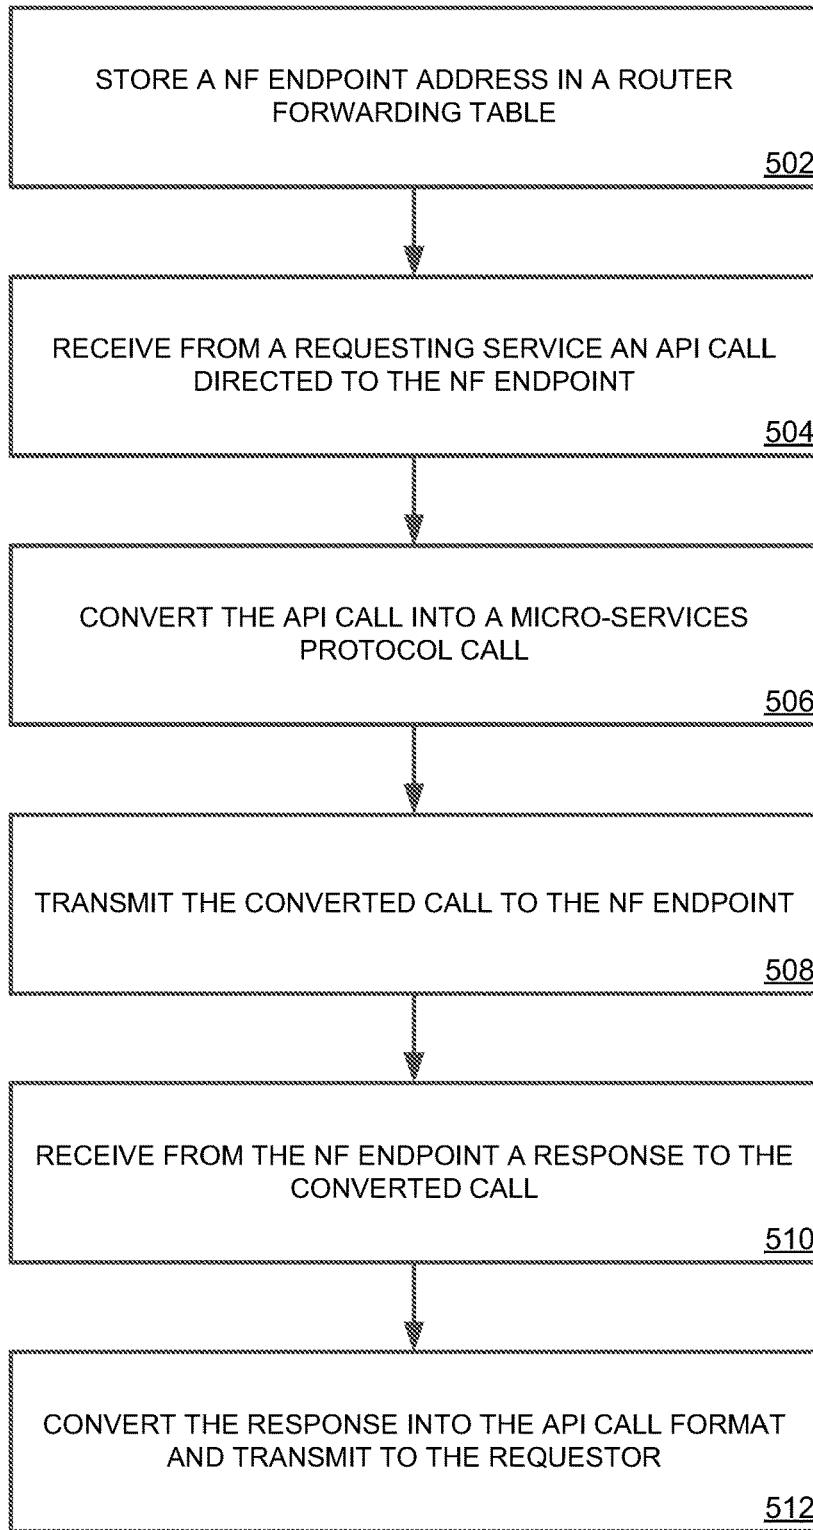 STORE A NF ENDPOINT ADDRESS IN A ROUTER
FORWARDING TABLE
502
RECEIVE FROM A REQUESTING SERVICE AN API CALL
DIRECTED TO THE NF ENDPOINT
504
CONVERT THE API CALL INTO A MICRO-SERVICES
PROTOCOL CALL
506
TRANSMIT THE CONVERTED CALL TO THE NF ENDPOINT
508
RECEIVE FROM THE NF ENDPOINT A RESPONSE TO THE
CONVERTED CALL
510
CONVERT THE RESPONSE INTO THE API CALL FORMAT
AND TRANSMIT TO THE REQUESTOR
512